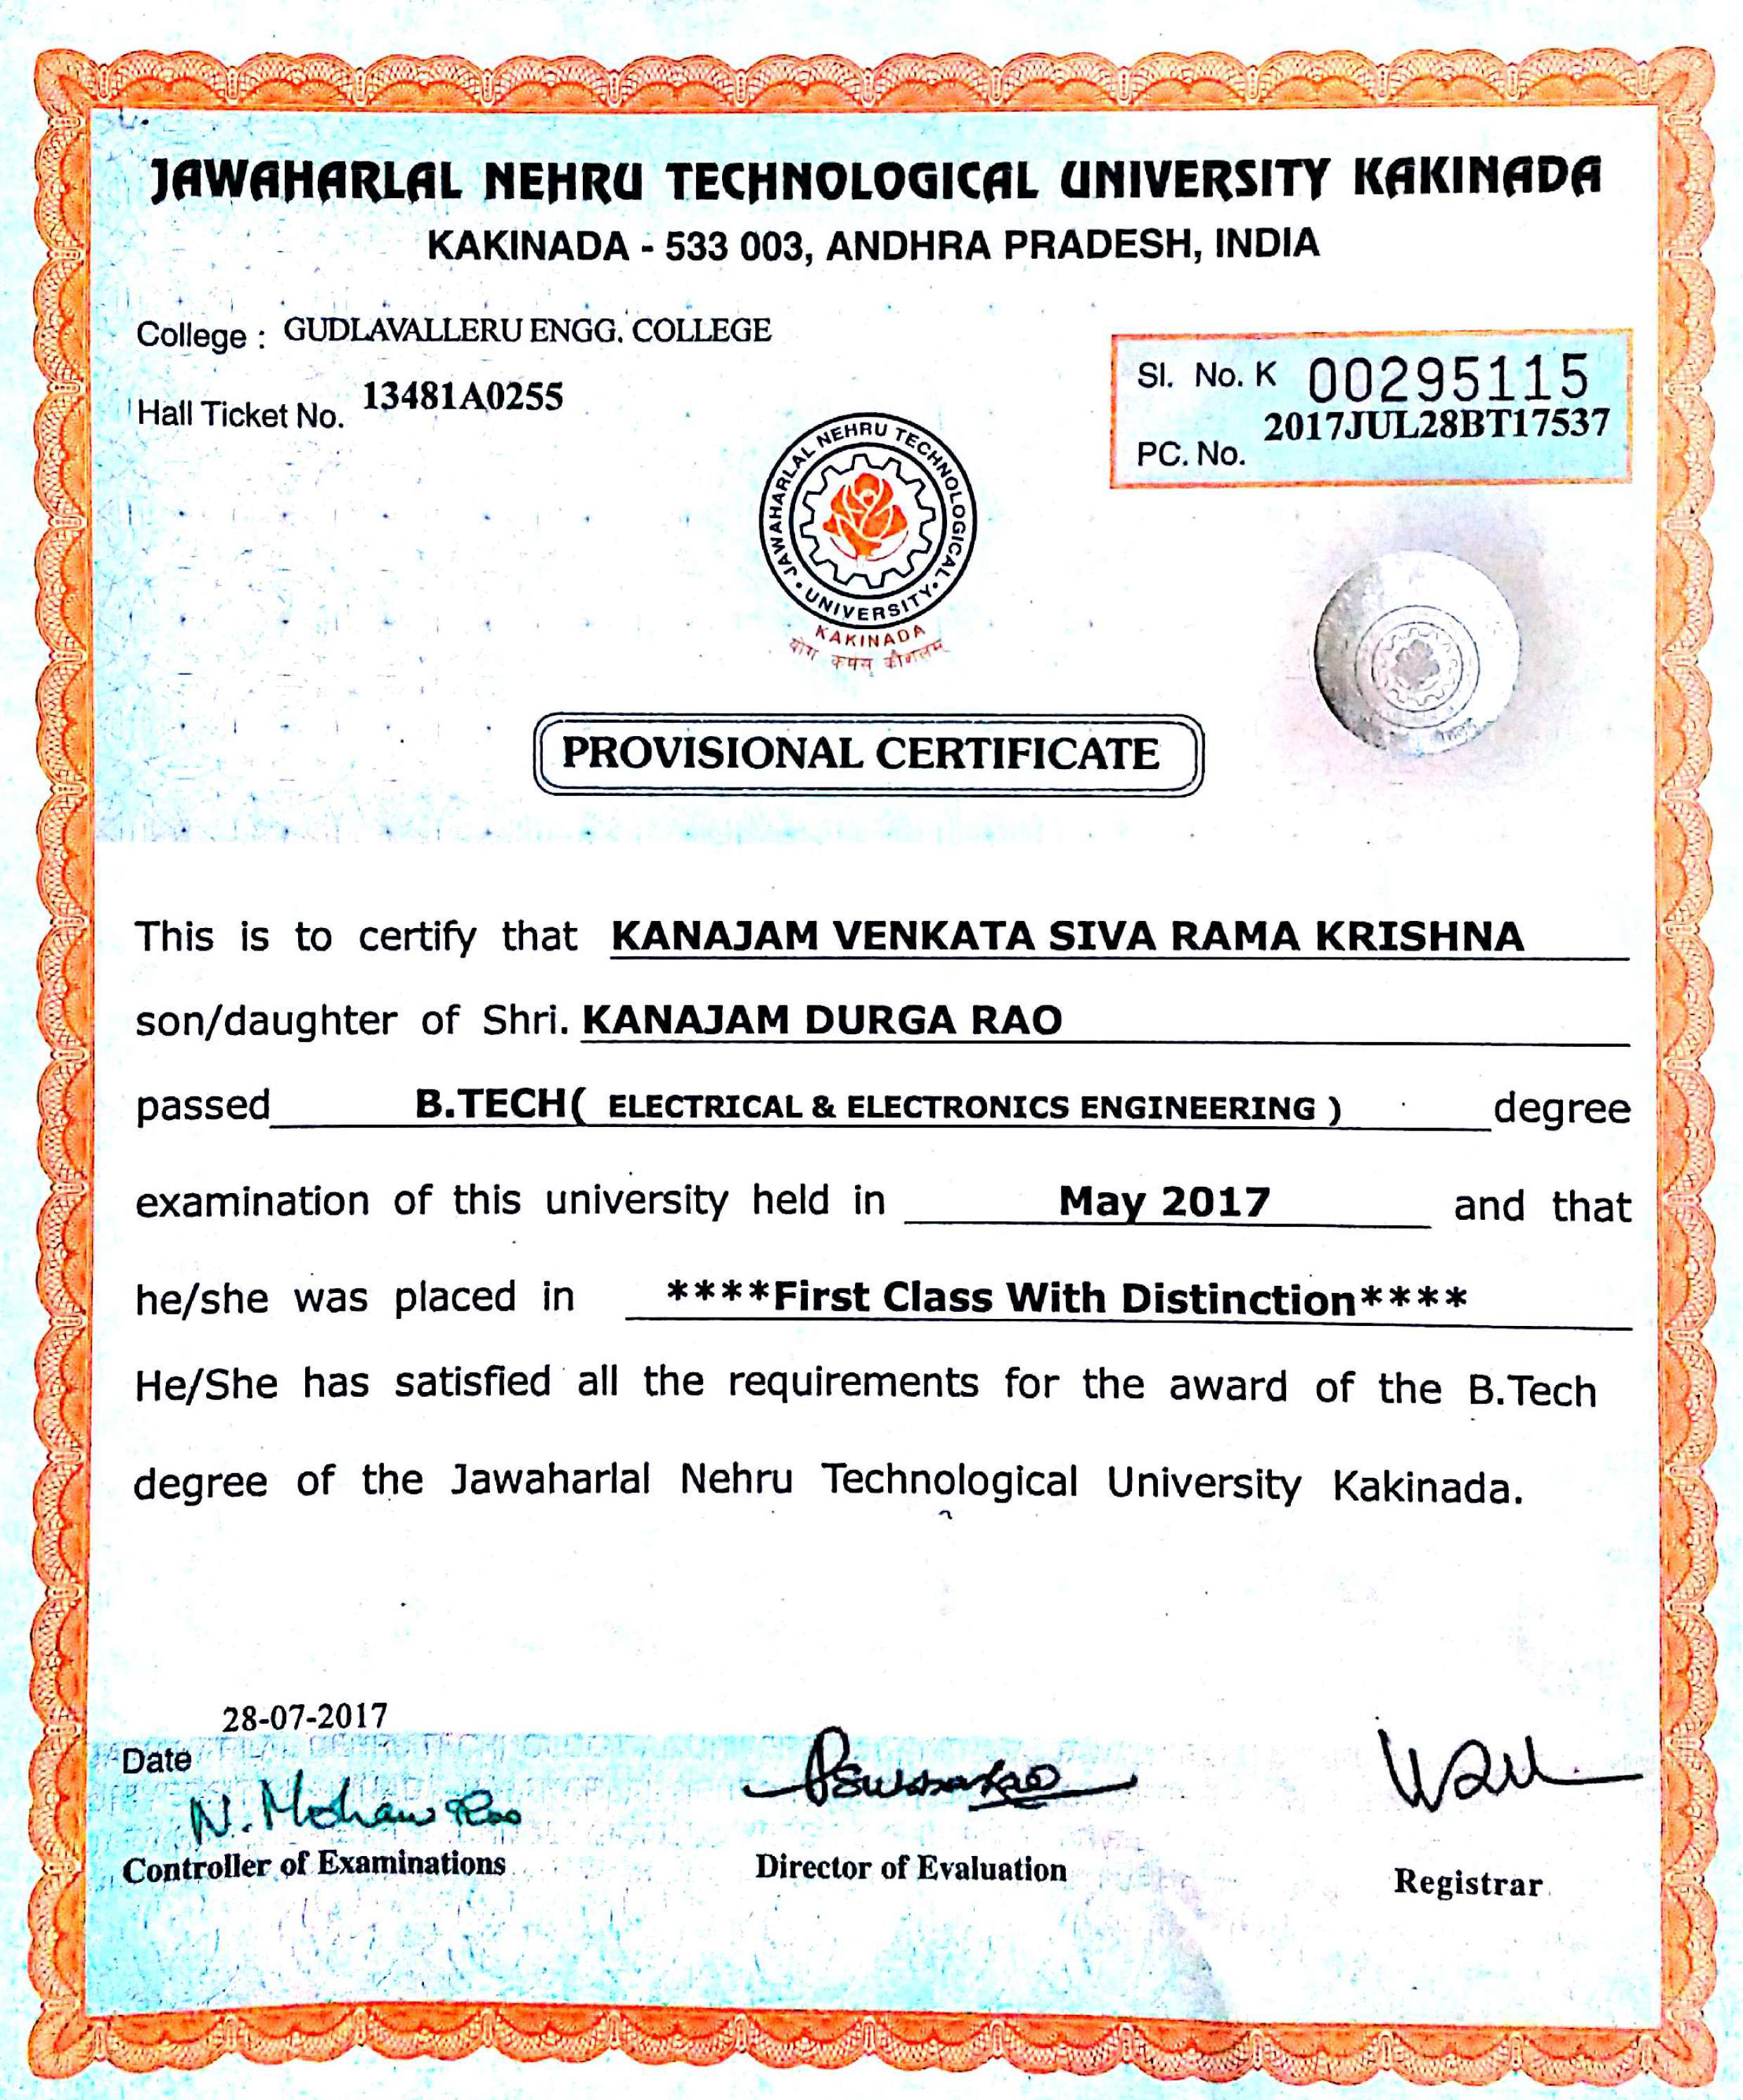 JAWAHARLAL NEHRU TECHNOLOGICAL UNIVERSITY KAKINADA
KAKINADA - 533 003, ANDHRA PRADESH, INDIA
College : GUDLAVALLERU ENGG. COLLEGE
Hall Ticket No. 13481A0255
Sl. No. K 00295115
PC. No. 2017JUL28BT17537
JAWAHARLAL NEHRU TECHNOLOGICAL
UNIVERSITY
KAKINADA
PROVISIONAL CERTIFICATE
This is to certify that KANAJAM VENKATA SIVA RAMA KRISHNA
son/daughter of Shri. KANAJAM DURGA RAO
passed B.TECH( ELECTRICAL & ELECTRONICS ENGINEERING ) degree
examination of this university held in May 2017 and that
he/she was placed in ****First Class With Distinction****
He/She has satisfied all the requirements for the award of the B.Tech
degree of the Jawaharlal Nehru Technological University Kakinada.
28-07-2017
Date
N. Mohan Rao
Controller of Examinations
Director of Evaluation
Registrar